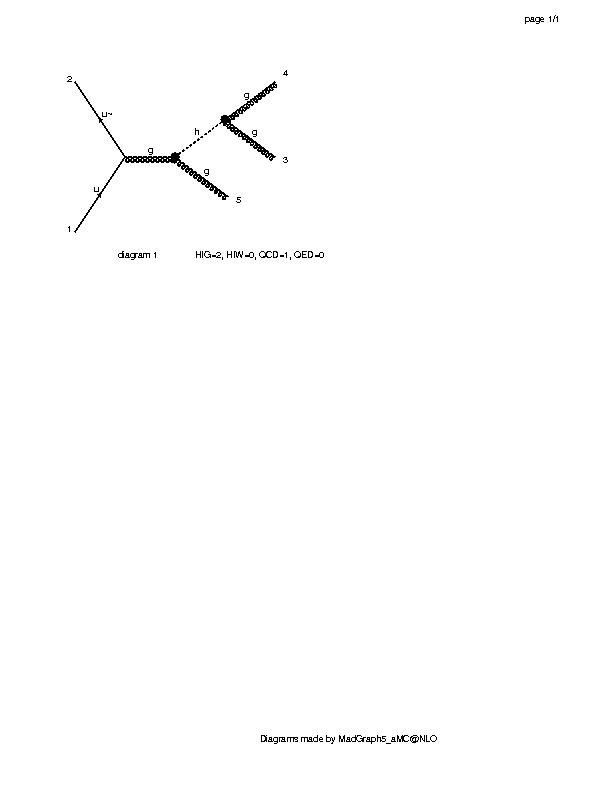 page 1/1
4
2
g
u~
h
g
g
3
g
u
5
1
diagram 1 HIG=2, HIW=0, QCD=1, QED=0
Diagrams made by MadGraph5_aMC@NLO